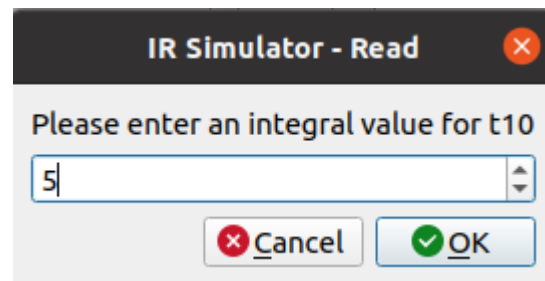 IR Simulator - Read
Please enter an integral value for t10
5
Cancel
OK